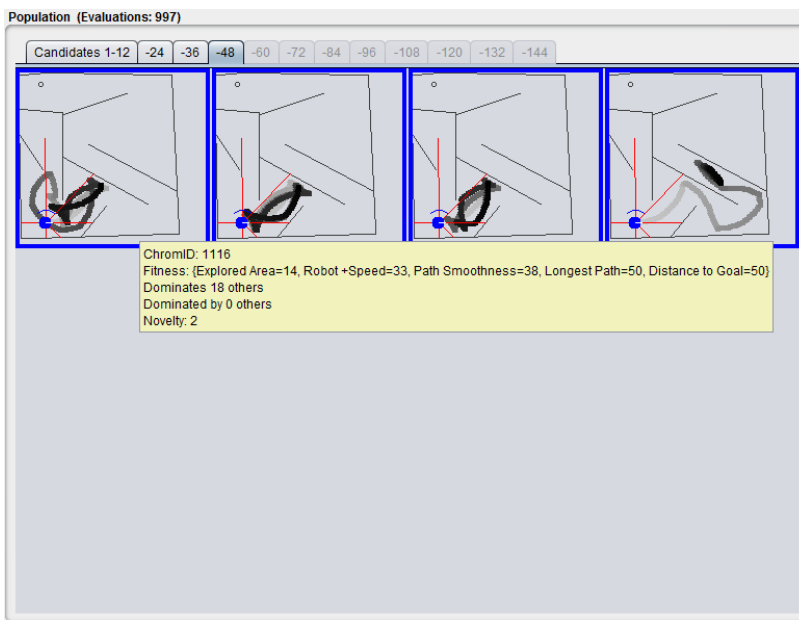 Population (Evaluations: 997)
Candidates 1-12 -24 -36 -48 -60 -72 -84 -96 -108 -120 -132 -144
ChromID: 1116
Fitness: {Explored Area=14, Robot +Speed=33, Path Smoothness=38, Longest Path=50, Distance to Goal=50}
Dominates 18 others
Dominated by 0 others
Novelty: 2